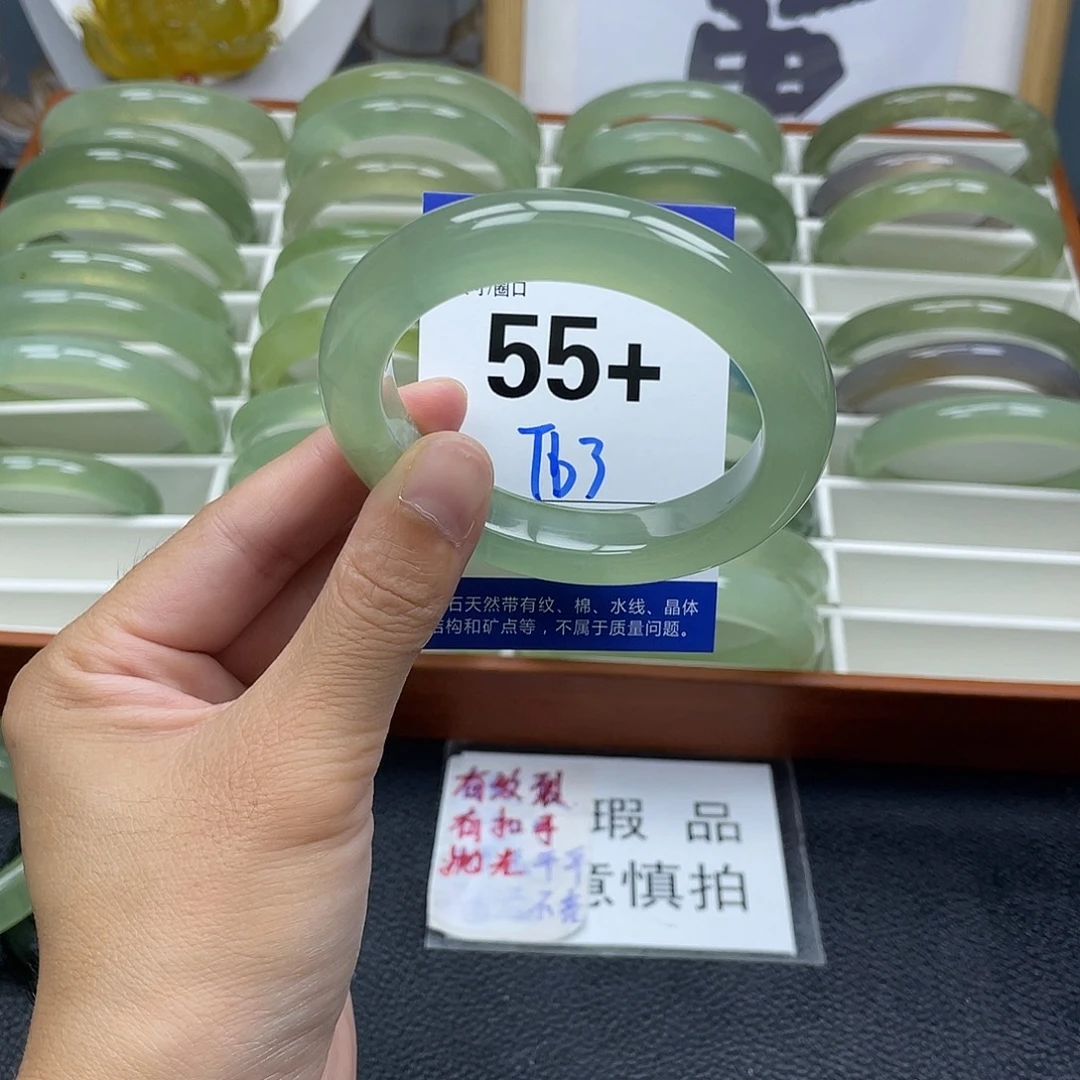 圈口
55+
Tb3
石天然带有纹、棉、水线、晶体
结构和矿点等，不属于质量问题。
有纹裂
有扣手
抛光
不亮
瑕 品
慎拍